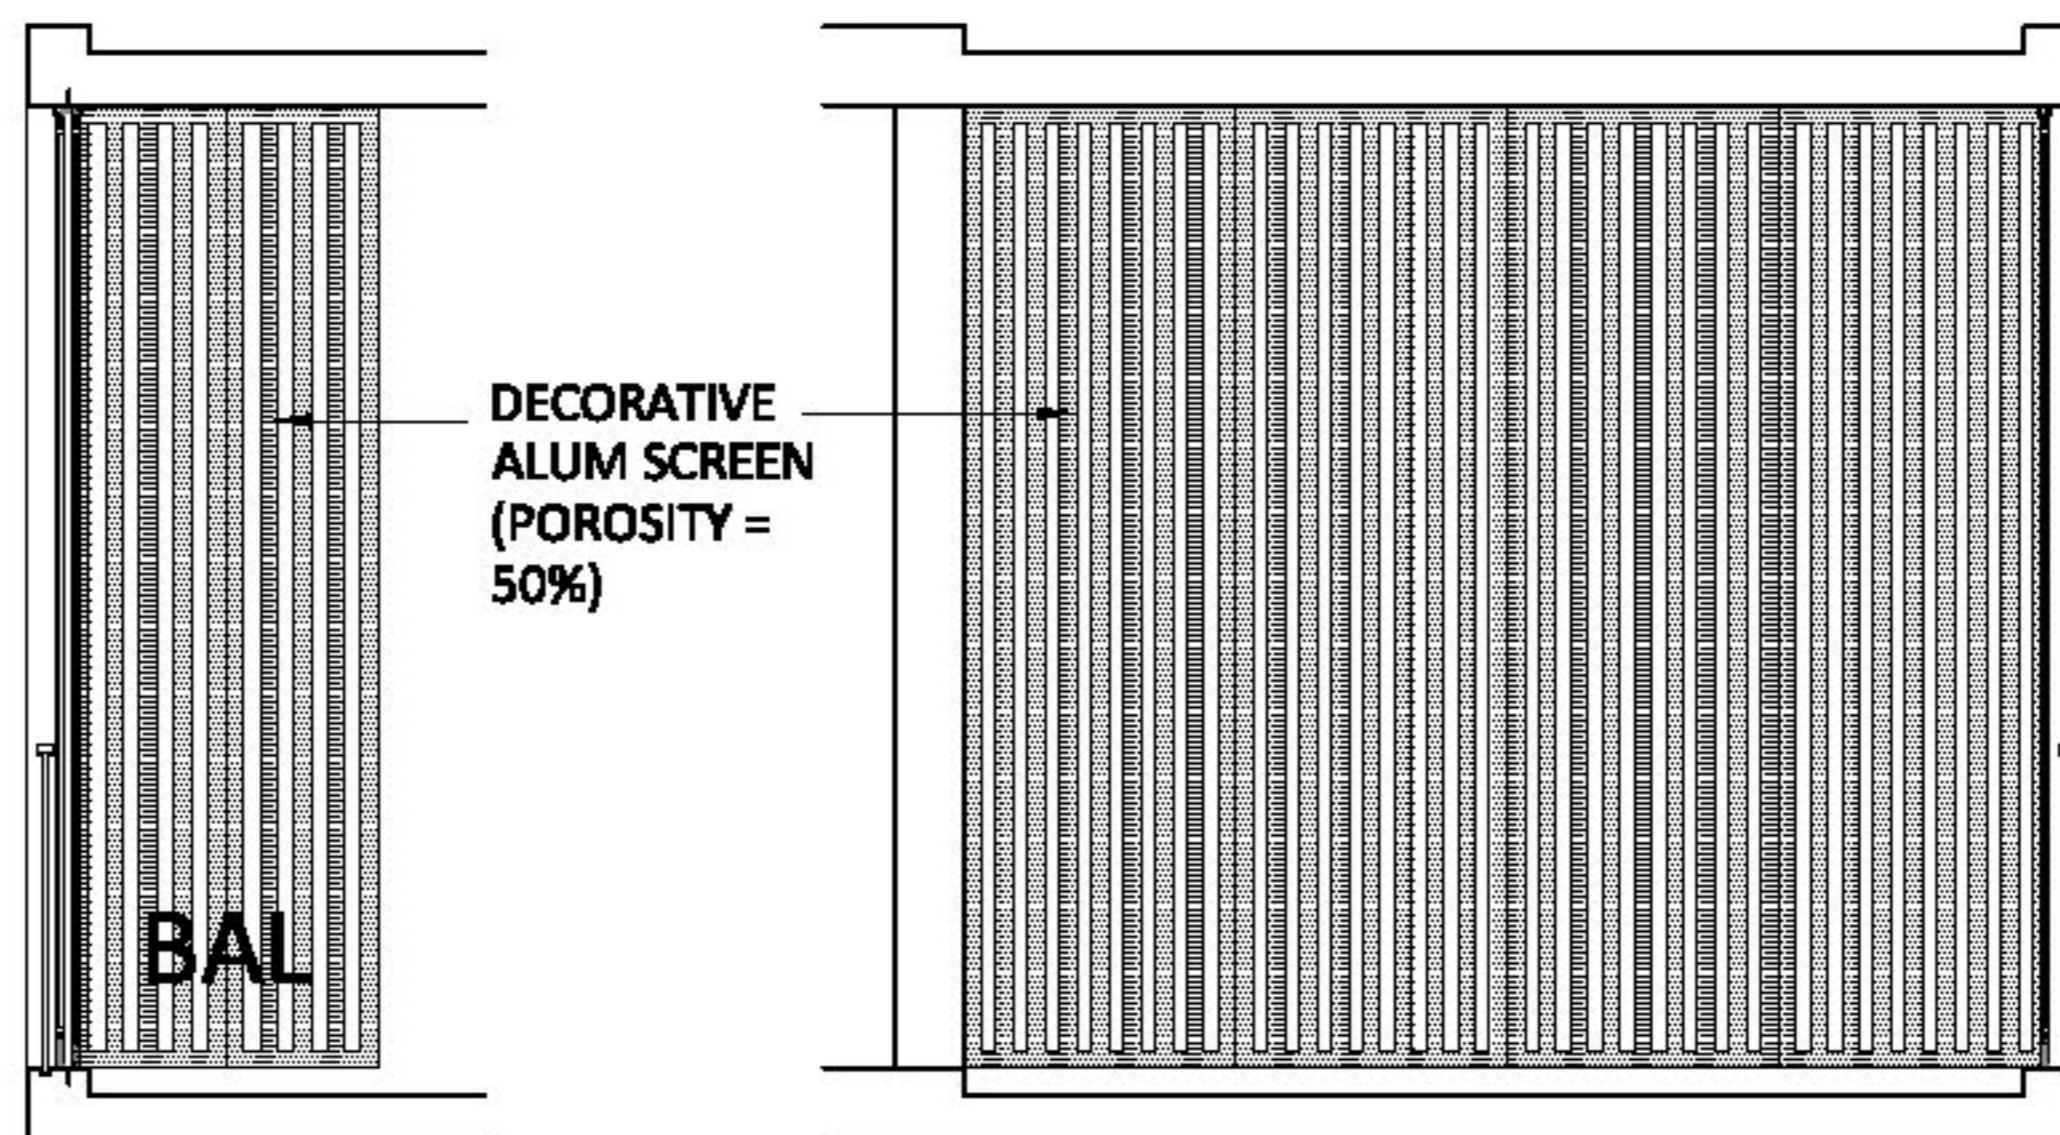 DECORATIVE
ALUM SCREEN
(POROSITY =
50%)
BAL